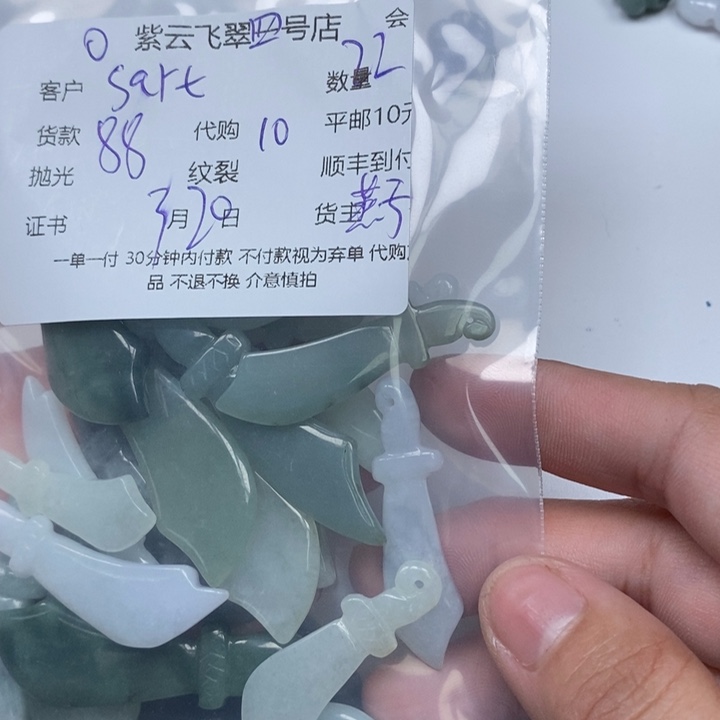 O 紫云飞翠四号店 会
客户 sart 数量 22
货款 88 代购 10 平邮10元
抛光 纹裂 顺丰到付
证书 3月20日 货主
一单一付 30分钟内付款 不付款视为弃单 代购
品 不退不换 介意慎拍